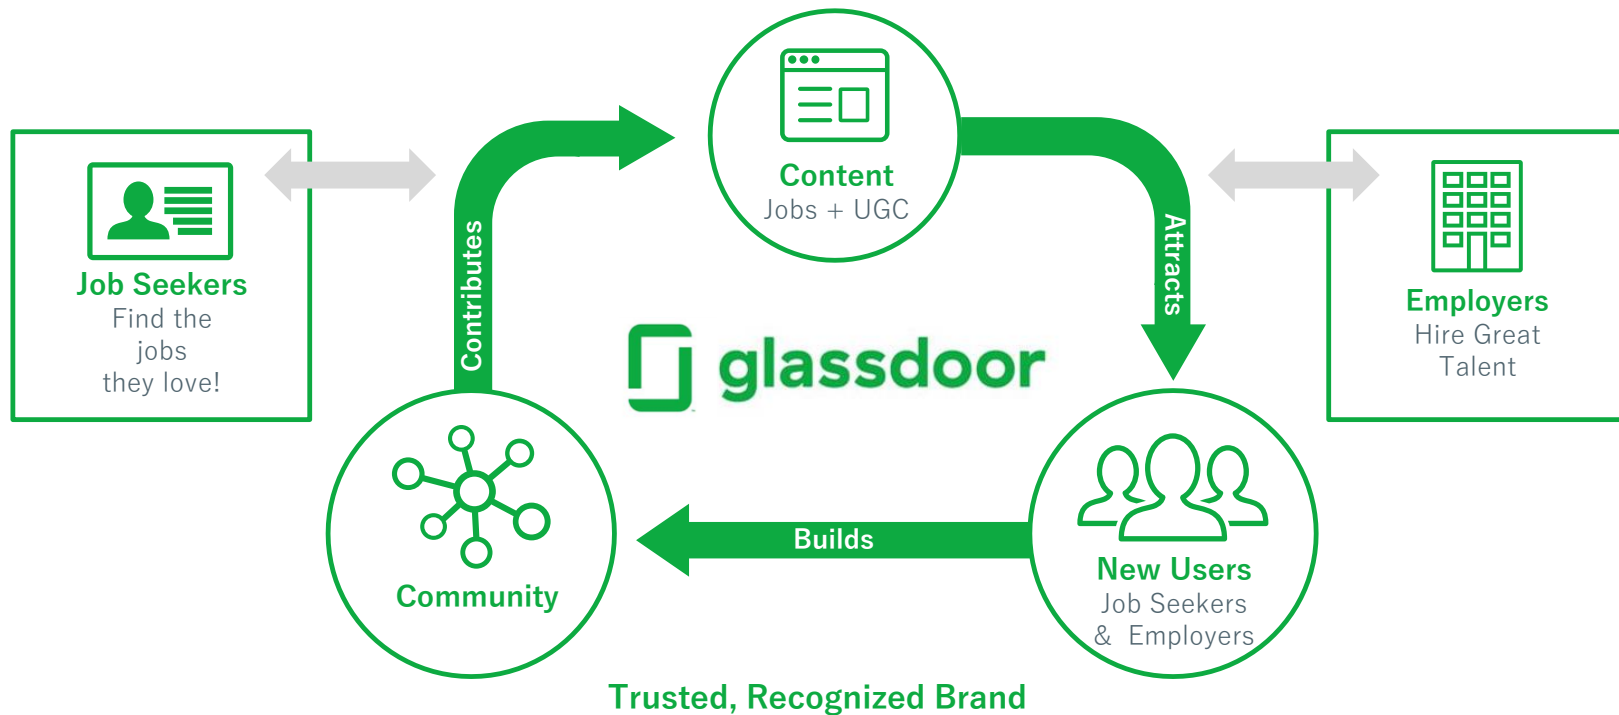 Content
Jobs + UGC
Job Seekers
Find the
jobs
they love!
Contributes
Attracts
Employers
Hire Great
Talent
glassdoor
Builds
New Users
Job Seekers
& Employers
Community
Trusted, Recognized Brand